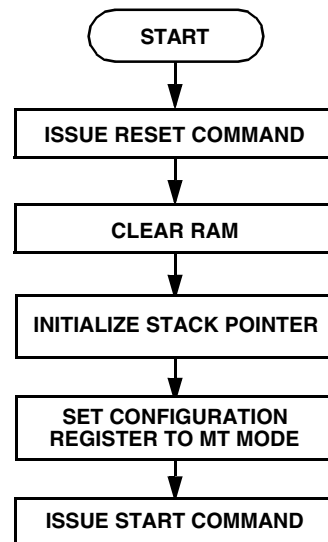 START
ISSUE RESET COMMAND
CLEAR RAM
INITIALIZE STACK POINTER
SET CONFIGURATION
REGISTER TO MT MODE
ISSUE START COMMAND